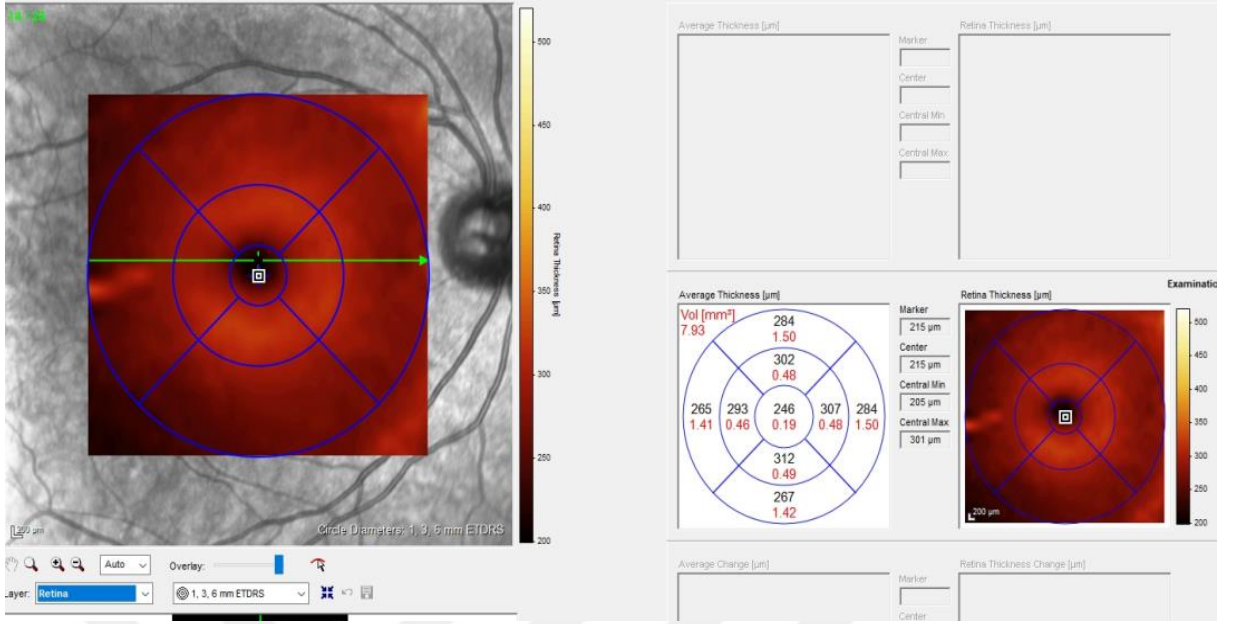 500
450
400
350
300
250
200
Retina Thickness [µm]
200 µm
Circle Diameters: 1, 3, 6 mm ETDRS
Auto
Overlay:
Layer: Retina
1, 3, 6 mm ETDRS
Average Thickness [µm]
Marker
Center
Central Min
Central Max
Retina Thickness [µm]
Examinatio
Average Thickness [µm]
Vol [mm³]
7.93
284
1.50
302
0.48
265 293 246 307 284
1.41 0.46 0.19 0.48 1.50
312
0.49
267
1.42
Marker
215 µm
Center
215 µm
Central Min
205 µm
Central Max
301 µm
Retina Thickness [µm]
200 µm
500
450
400
350
300
250
200
Average Change [µm]
Marker
Center
Retina Thickness Change [µm]